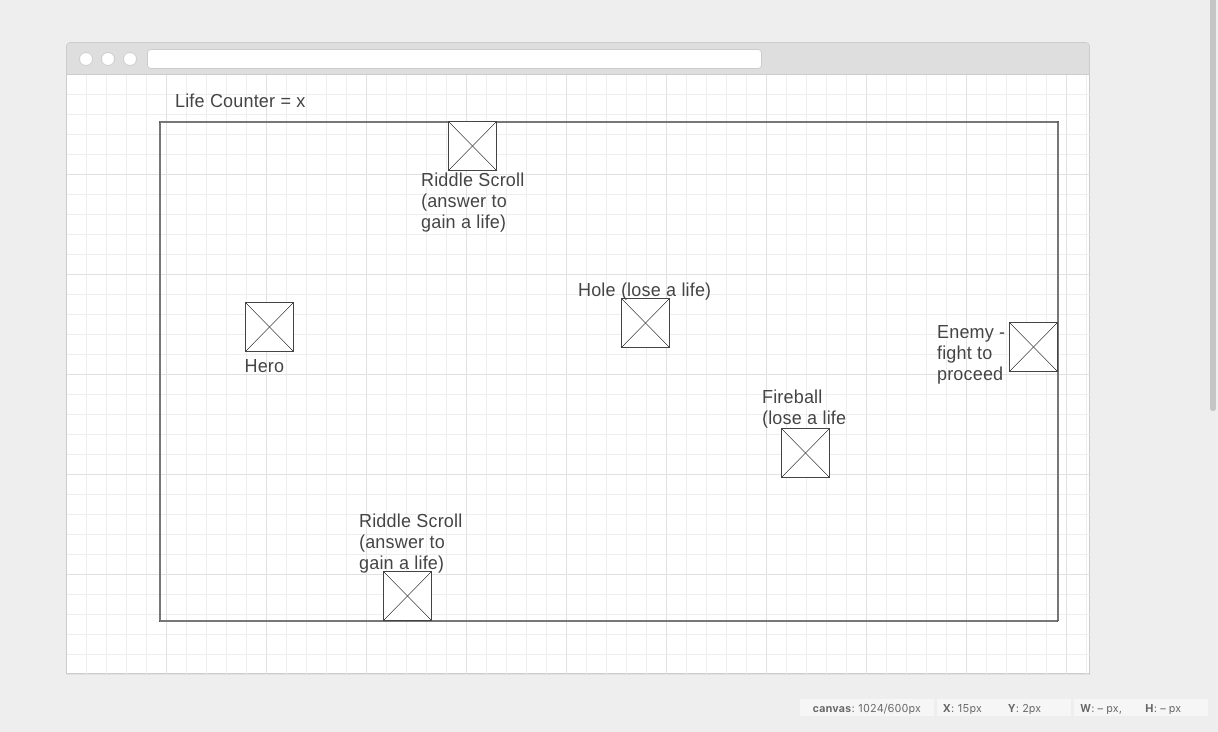 Life Counter = x
Riddle Scroll
(answer to
gain a life)
Hole (lose a life)
Hero
Enemy -
fight to
proceed
Fireball
(lose a life
Riddle Scroll
(answer to
gain a life)
canvas: 1024/600px X: 15px Y: 2px W: – px, H: – px